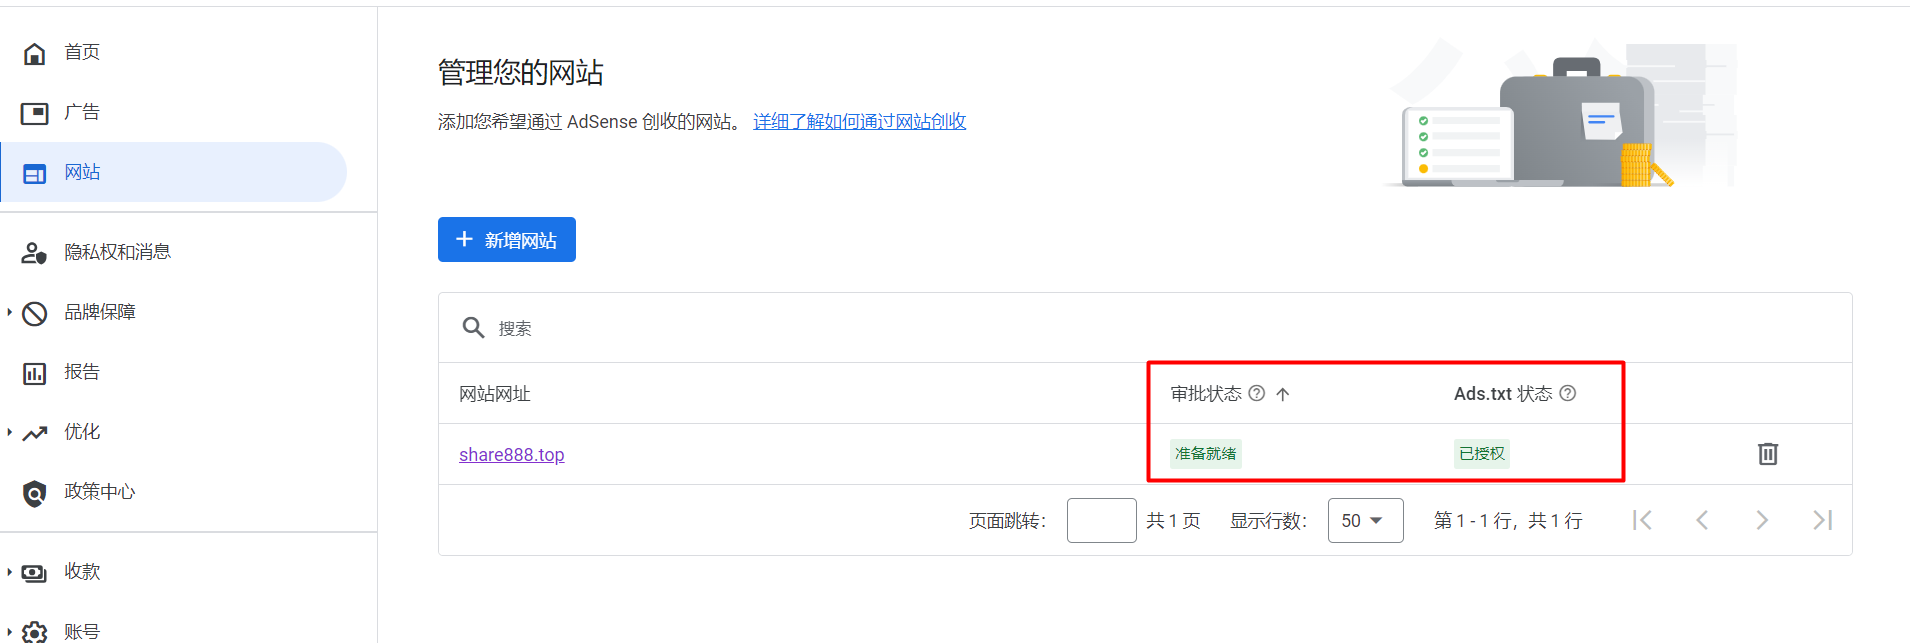 首页
广告
网站
隐私权和消息
品牌保障
报告
优化
政策中心
收款
账号
管理您的网站
添加您希望通过 AdSense 创收的网站。 详细了解如何通过网站创收
+ 新增网站
搜索
网站网址 审批状态 Ads.txt 状态
share888.top 准备就绪 已授权
页面跳转： 共 1 页 显示行数： 50 第 1 - 1 行，共 1 行